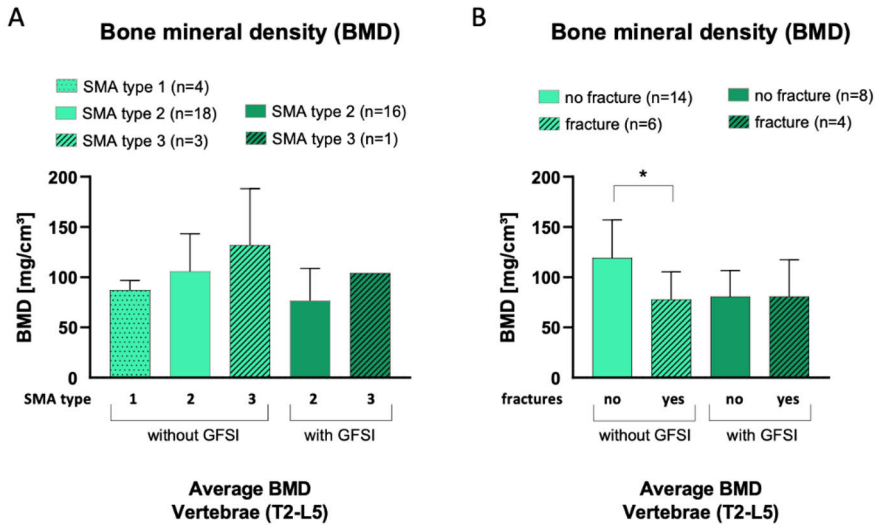 A
Bone mineral density (BMD)
SMA type 1 (n=4)
SMA type 2 (n=18)
SMA type 3 (n=3)
SMA type 2 (n=16)
SMA type 3 (n=1)
BMD [mg/cm³]
200
150
100
50
0
SMA type 1 2 3 2 3
without GFSI with GFSI
Average BMD
Vertebrae (T2-L5)
B
Bone mineral density (BMD)
no fracture (n=14)
fracture (n=6)
no fracture (n=8)
fracture (n=4)
BMD [mg/cm³]
200
150
100
50
0
*
fractures no yes no yes
without GFSI with GFSI
Average BMD
Vertebrae (T2-L5)